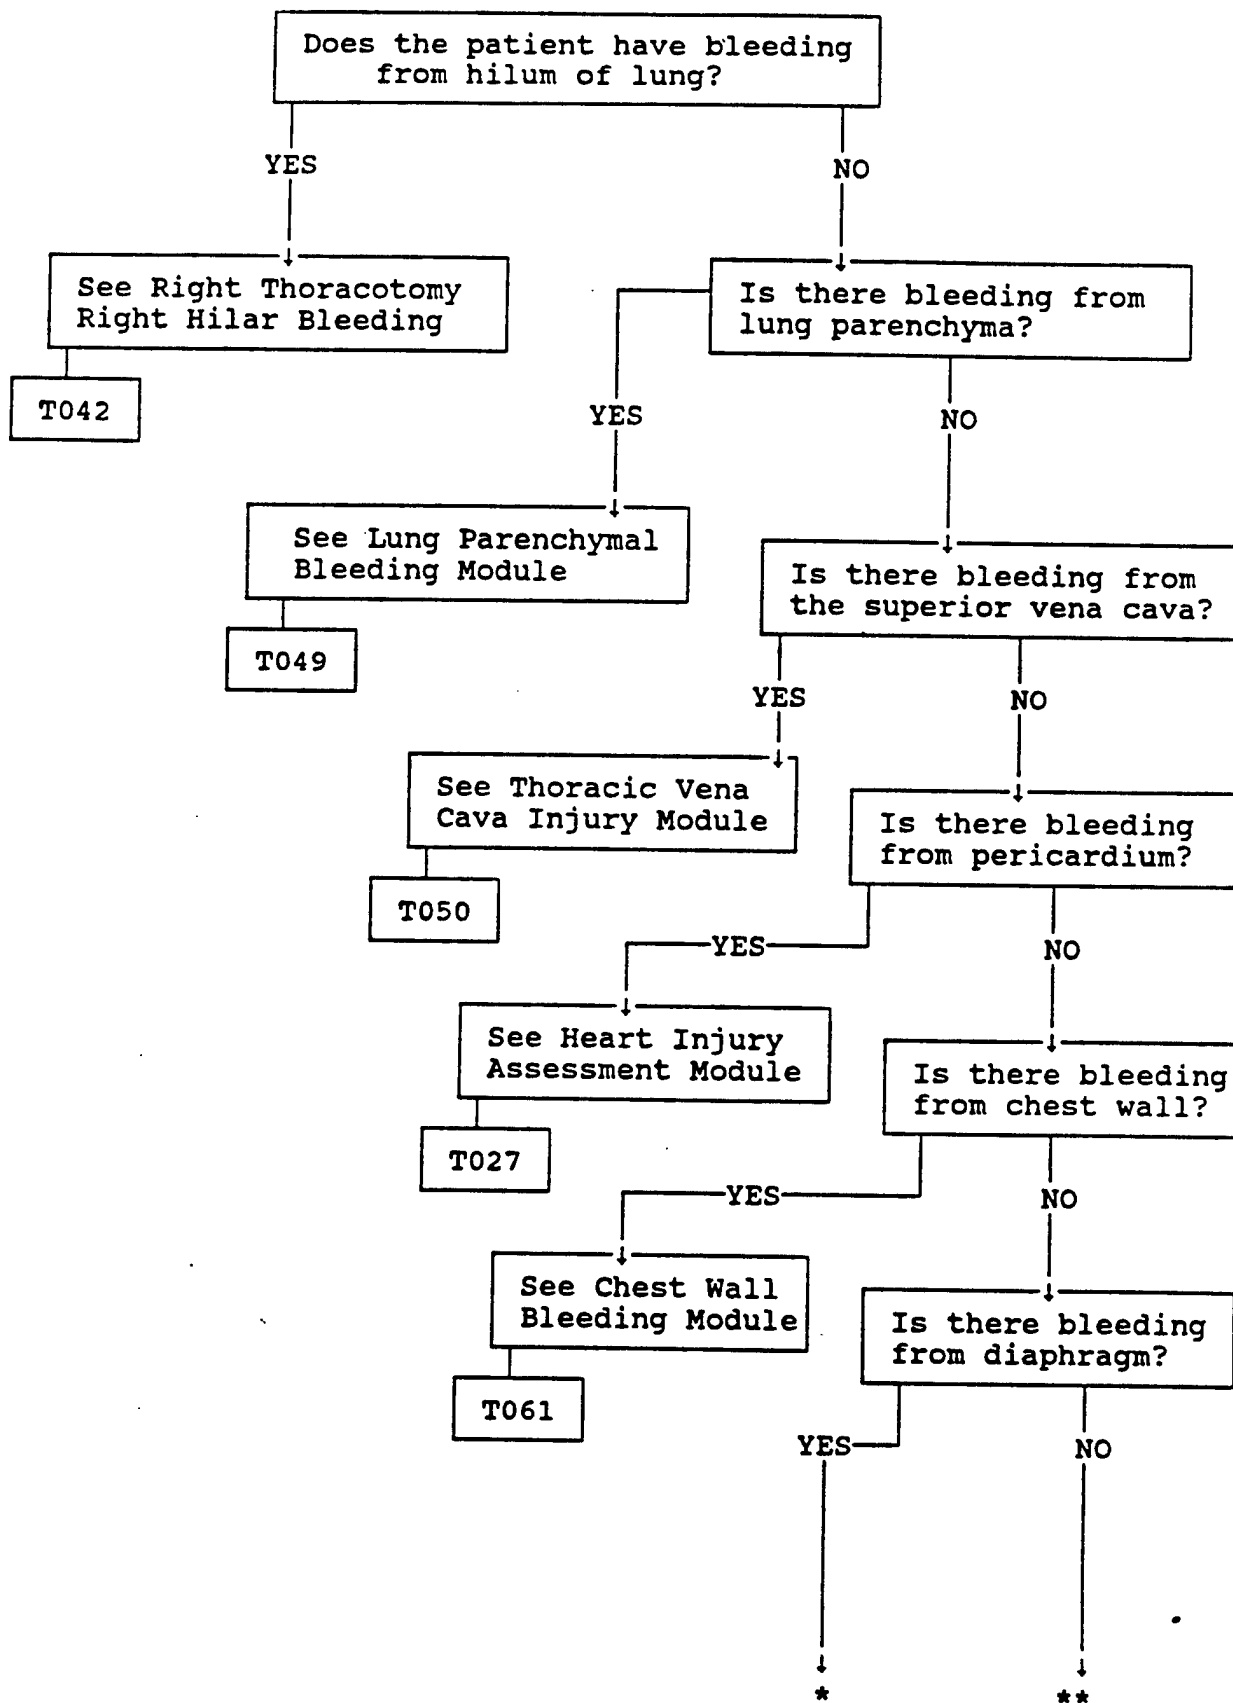 Does the patient have bleeding
from hilum of lung?
YES
NO
See Right Thoracotomy
Right Hilar Bleeding
T042
Is there bleeding from
lung parenchyma?
YES
NO
See Lung Parenchymal
Bleeding Module
T049
Is there bleeding from
the superior vena cava?
YES
NO
See Thoracic Vena
Cava Injury Module
T050
Is there bleeding
from pericardium?
YES
NO
See Heart Injury
Assessment Module
T027
Is there bleeding
from chest wall?
YES
NO
See Chest Wall
Bleeding Module
T061
Is there bleeding
from diaphragm?
YES
NO
*
**